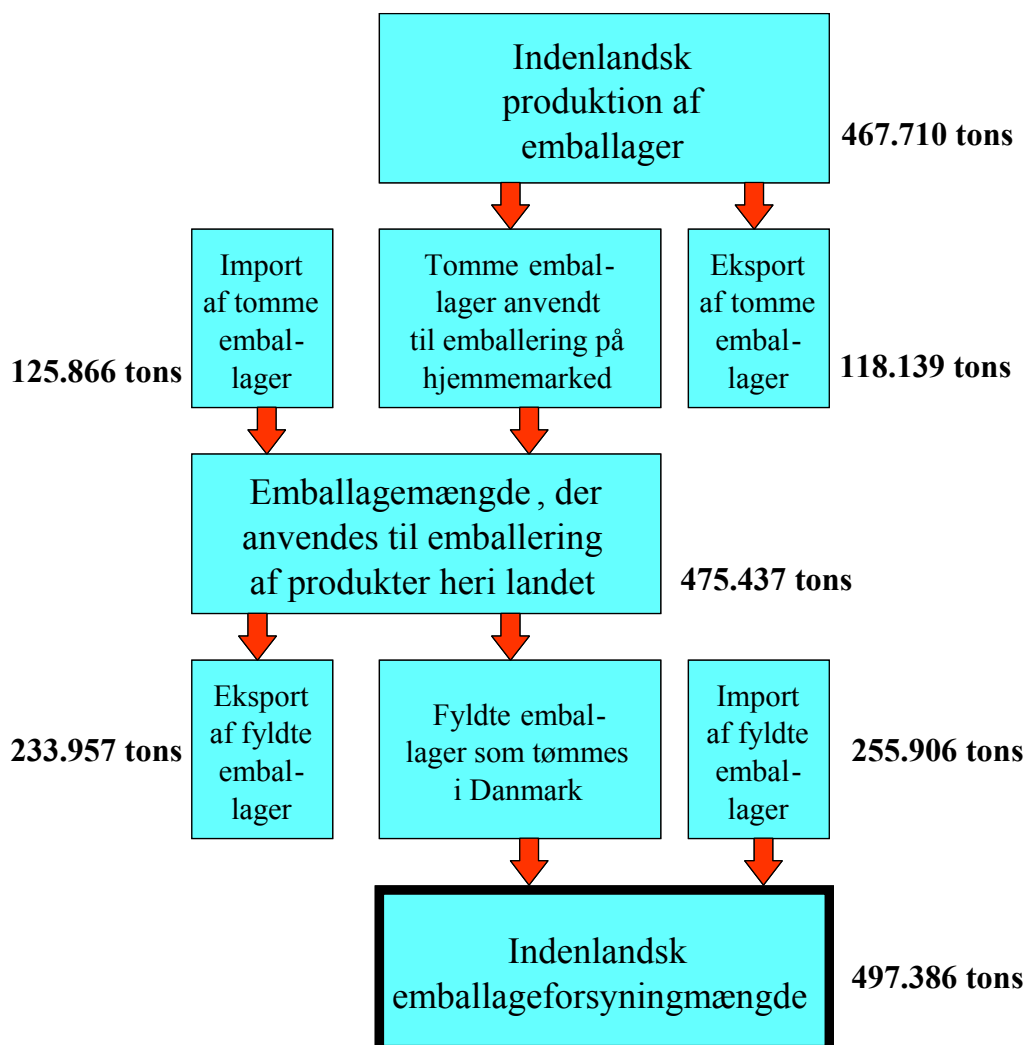 Indenlandsk
produktion af
emballager
467.710 tons
Import
af tomme
embal-
lager
125.866 tons
Tomme embal-
lager anvendt
til emballering på
hjemmemarked
Eksport
af tomme
embal-
lager
118.139 tons
Emballagemængde, der
anvendes til emballering
af produkter heri landet
475.437 tons
Eksport
af fyldte
embal-
lager
233.957 tons
Fyldte embal-
lager som tømmes
i Danmark
Import
af fyldte
embal-
lager
255.906 tons
Indenlandsk
emballageforsyningmængde
497.386 tons